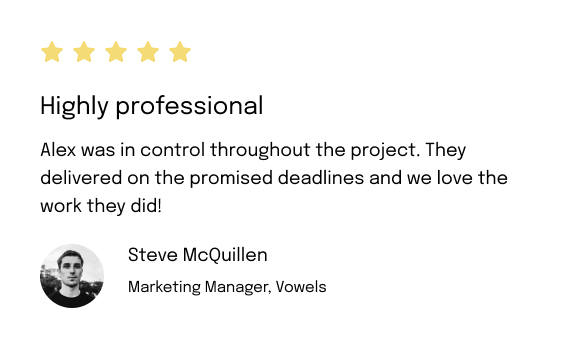 Highly professional
Alex was in control throughout the project. They
delivered on the promised deadlines and we love the
work they did!
Steve McQuillen
Marketing Manager, Vowels